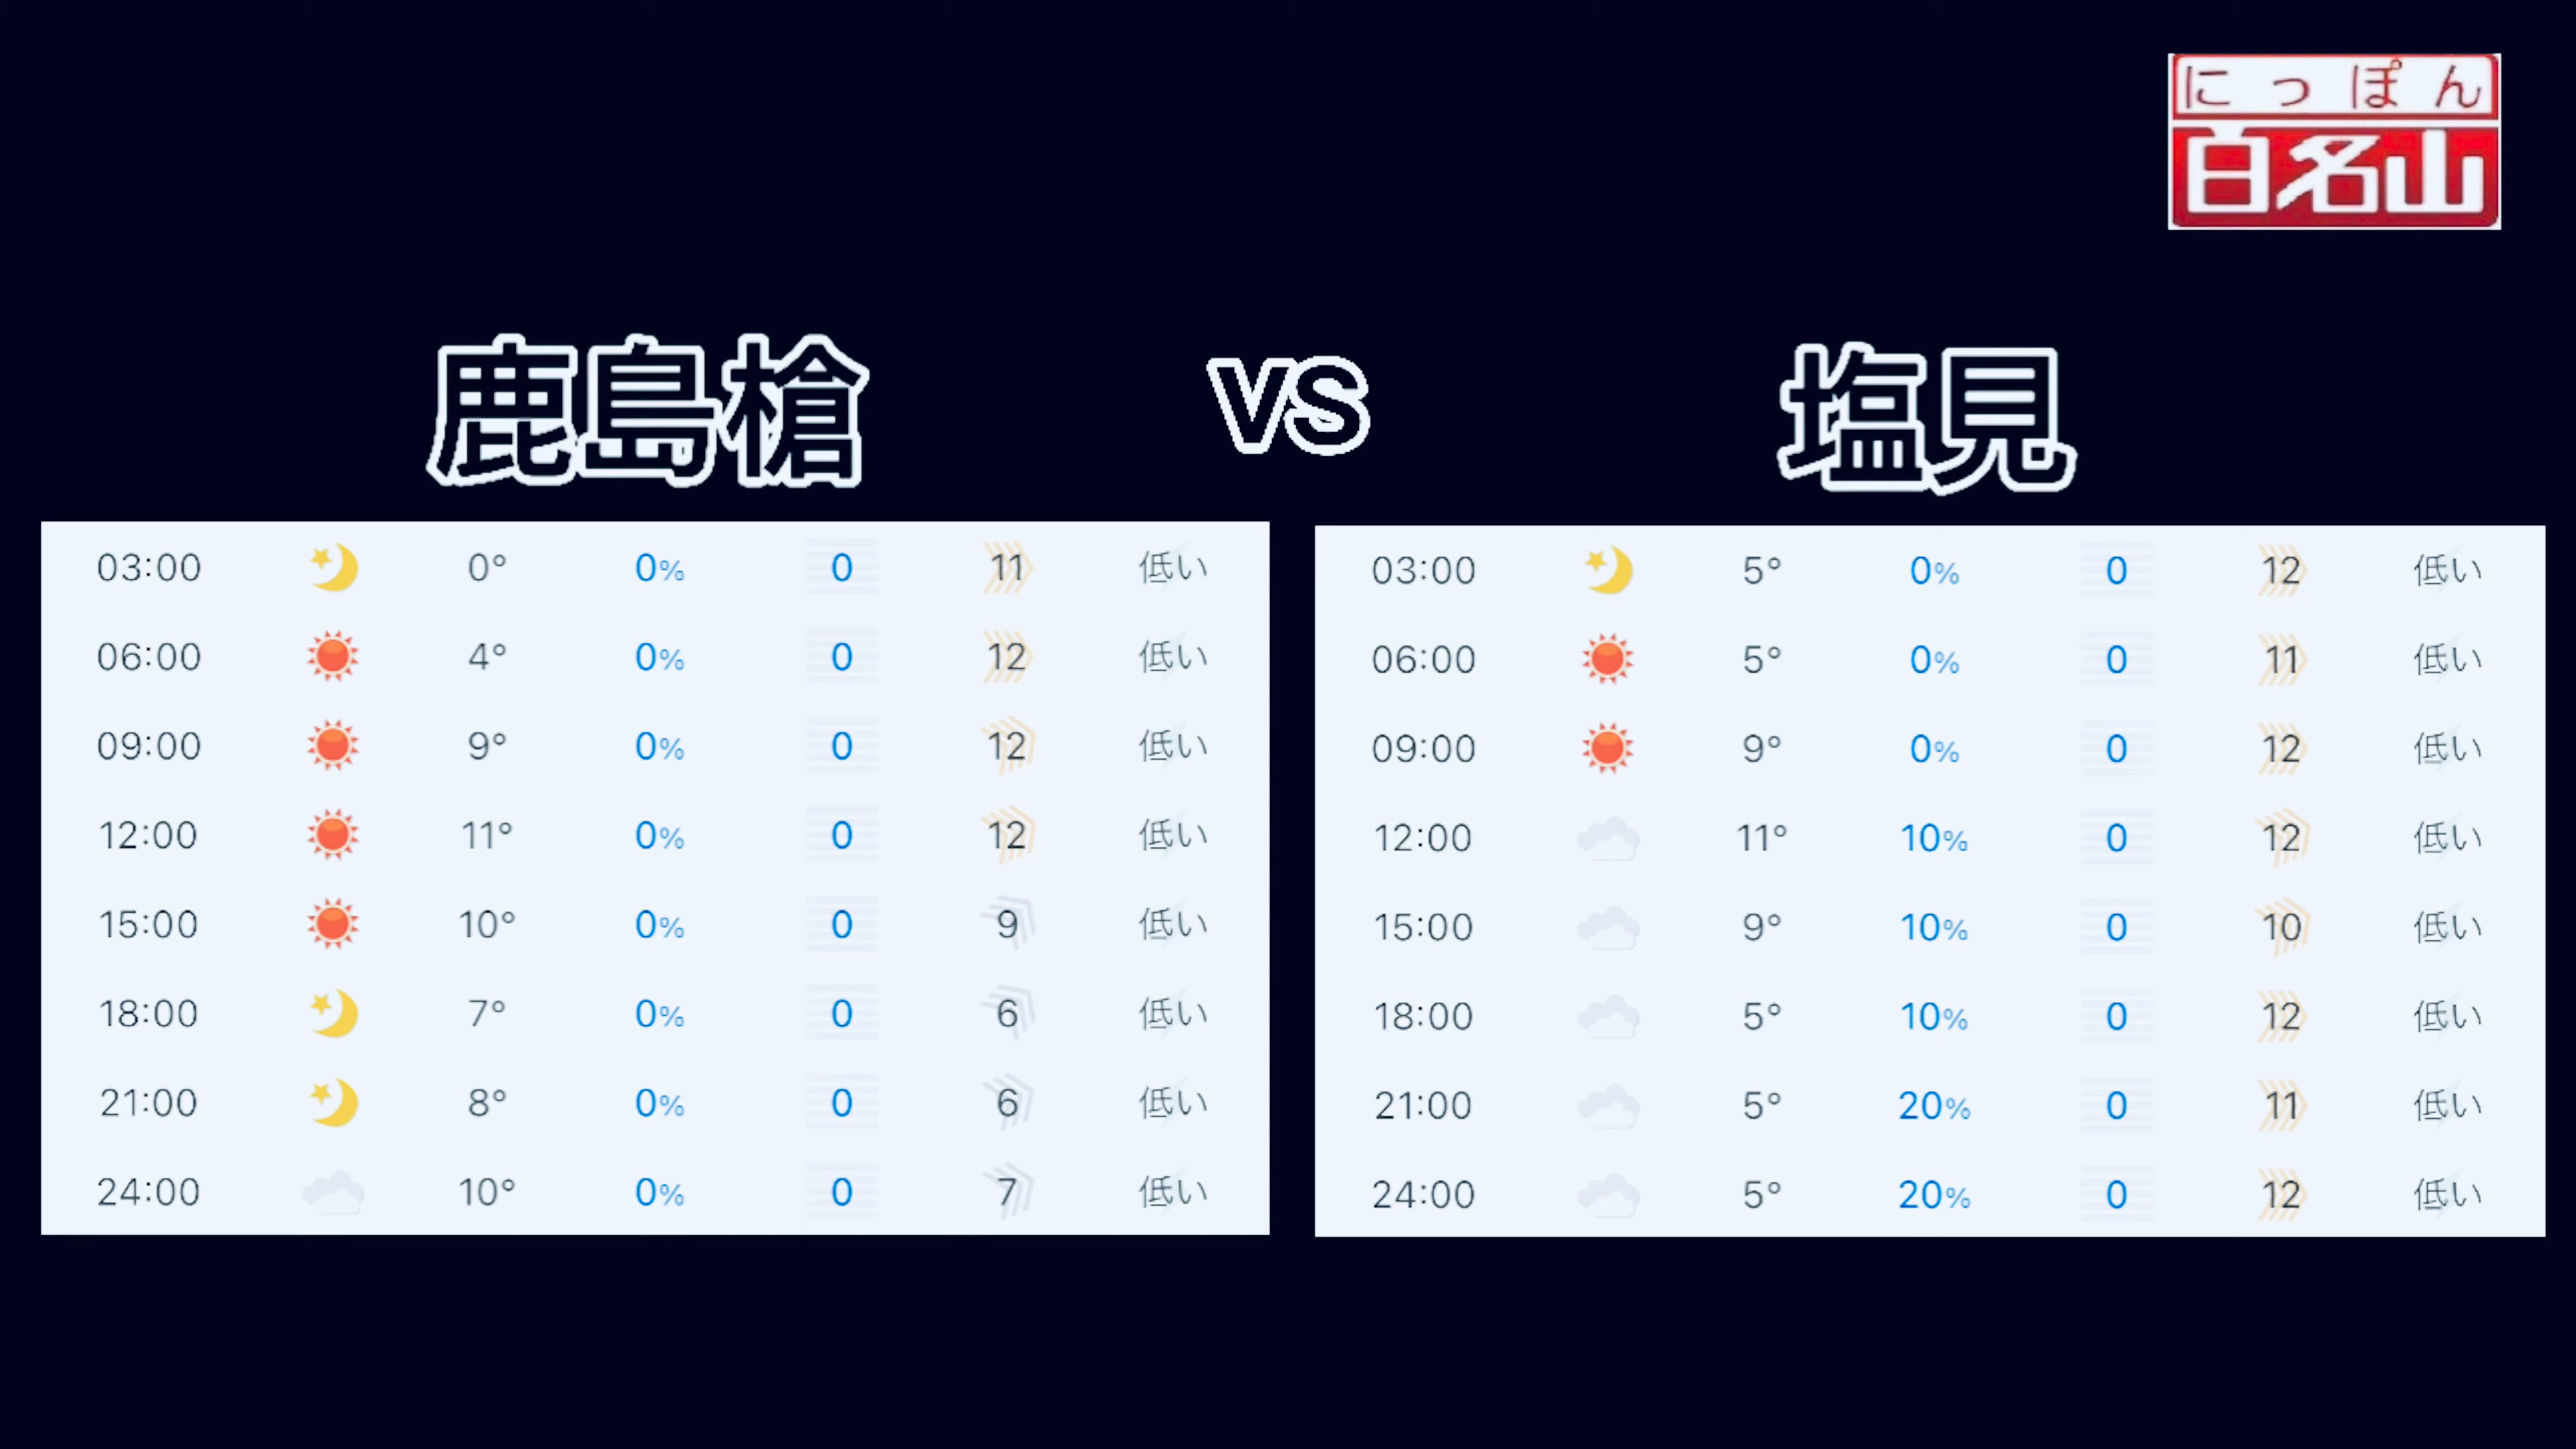 にっぽん
百名山
鹿島槍 VS 塩見
03:00 0° 0% 0 11 低い
06:00 4° 0% 0 12 低い
09:00 9° 0% 0 12 低い
12:00 11° 0% 0 12 低い
15:00 10° 0% 0 9 低い
18:00 7° 0% 0 6 低い
21:00 8° 0% 0 6 低い
24:00 10° 0% 0 7 低い
03:00 5° 0% 0 12 低い
06:00 5° 0% 0 11 低い
09:00 9° 0% 0 12 低い
12:00 11° 10% 0 12 低い
15:00 9° 10% 0 10 低い
18:00 5° 10% 0 12 低い
21:00 5° 20% 0 11 低い
24:00 5° 20% 0 12 低い